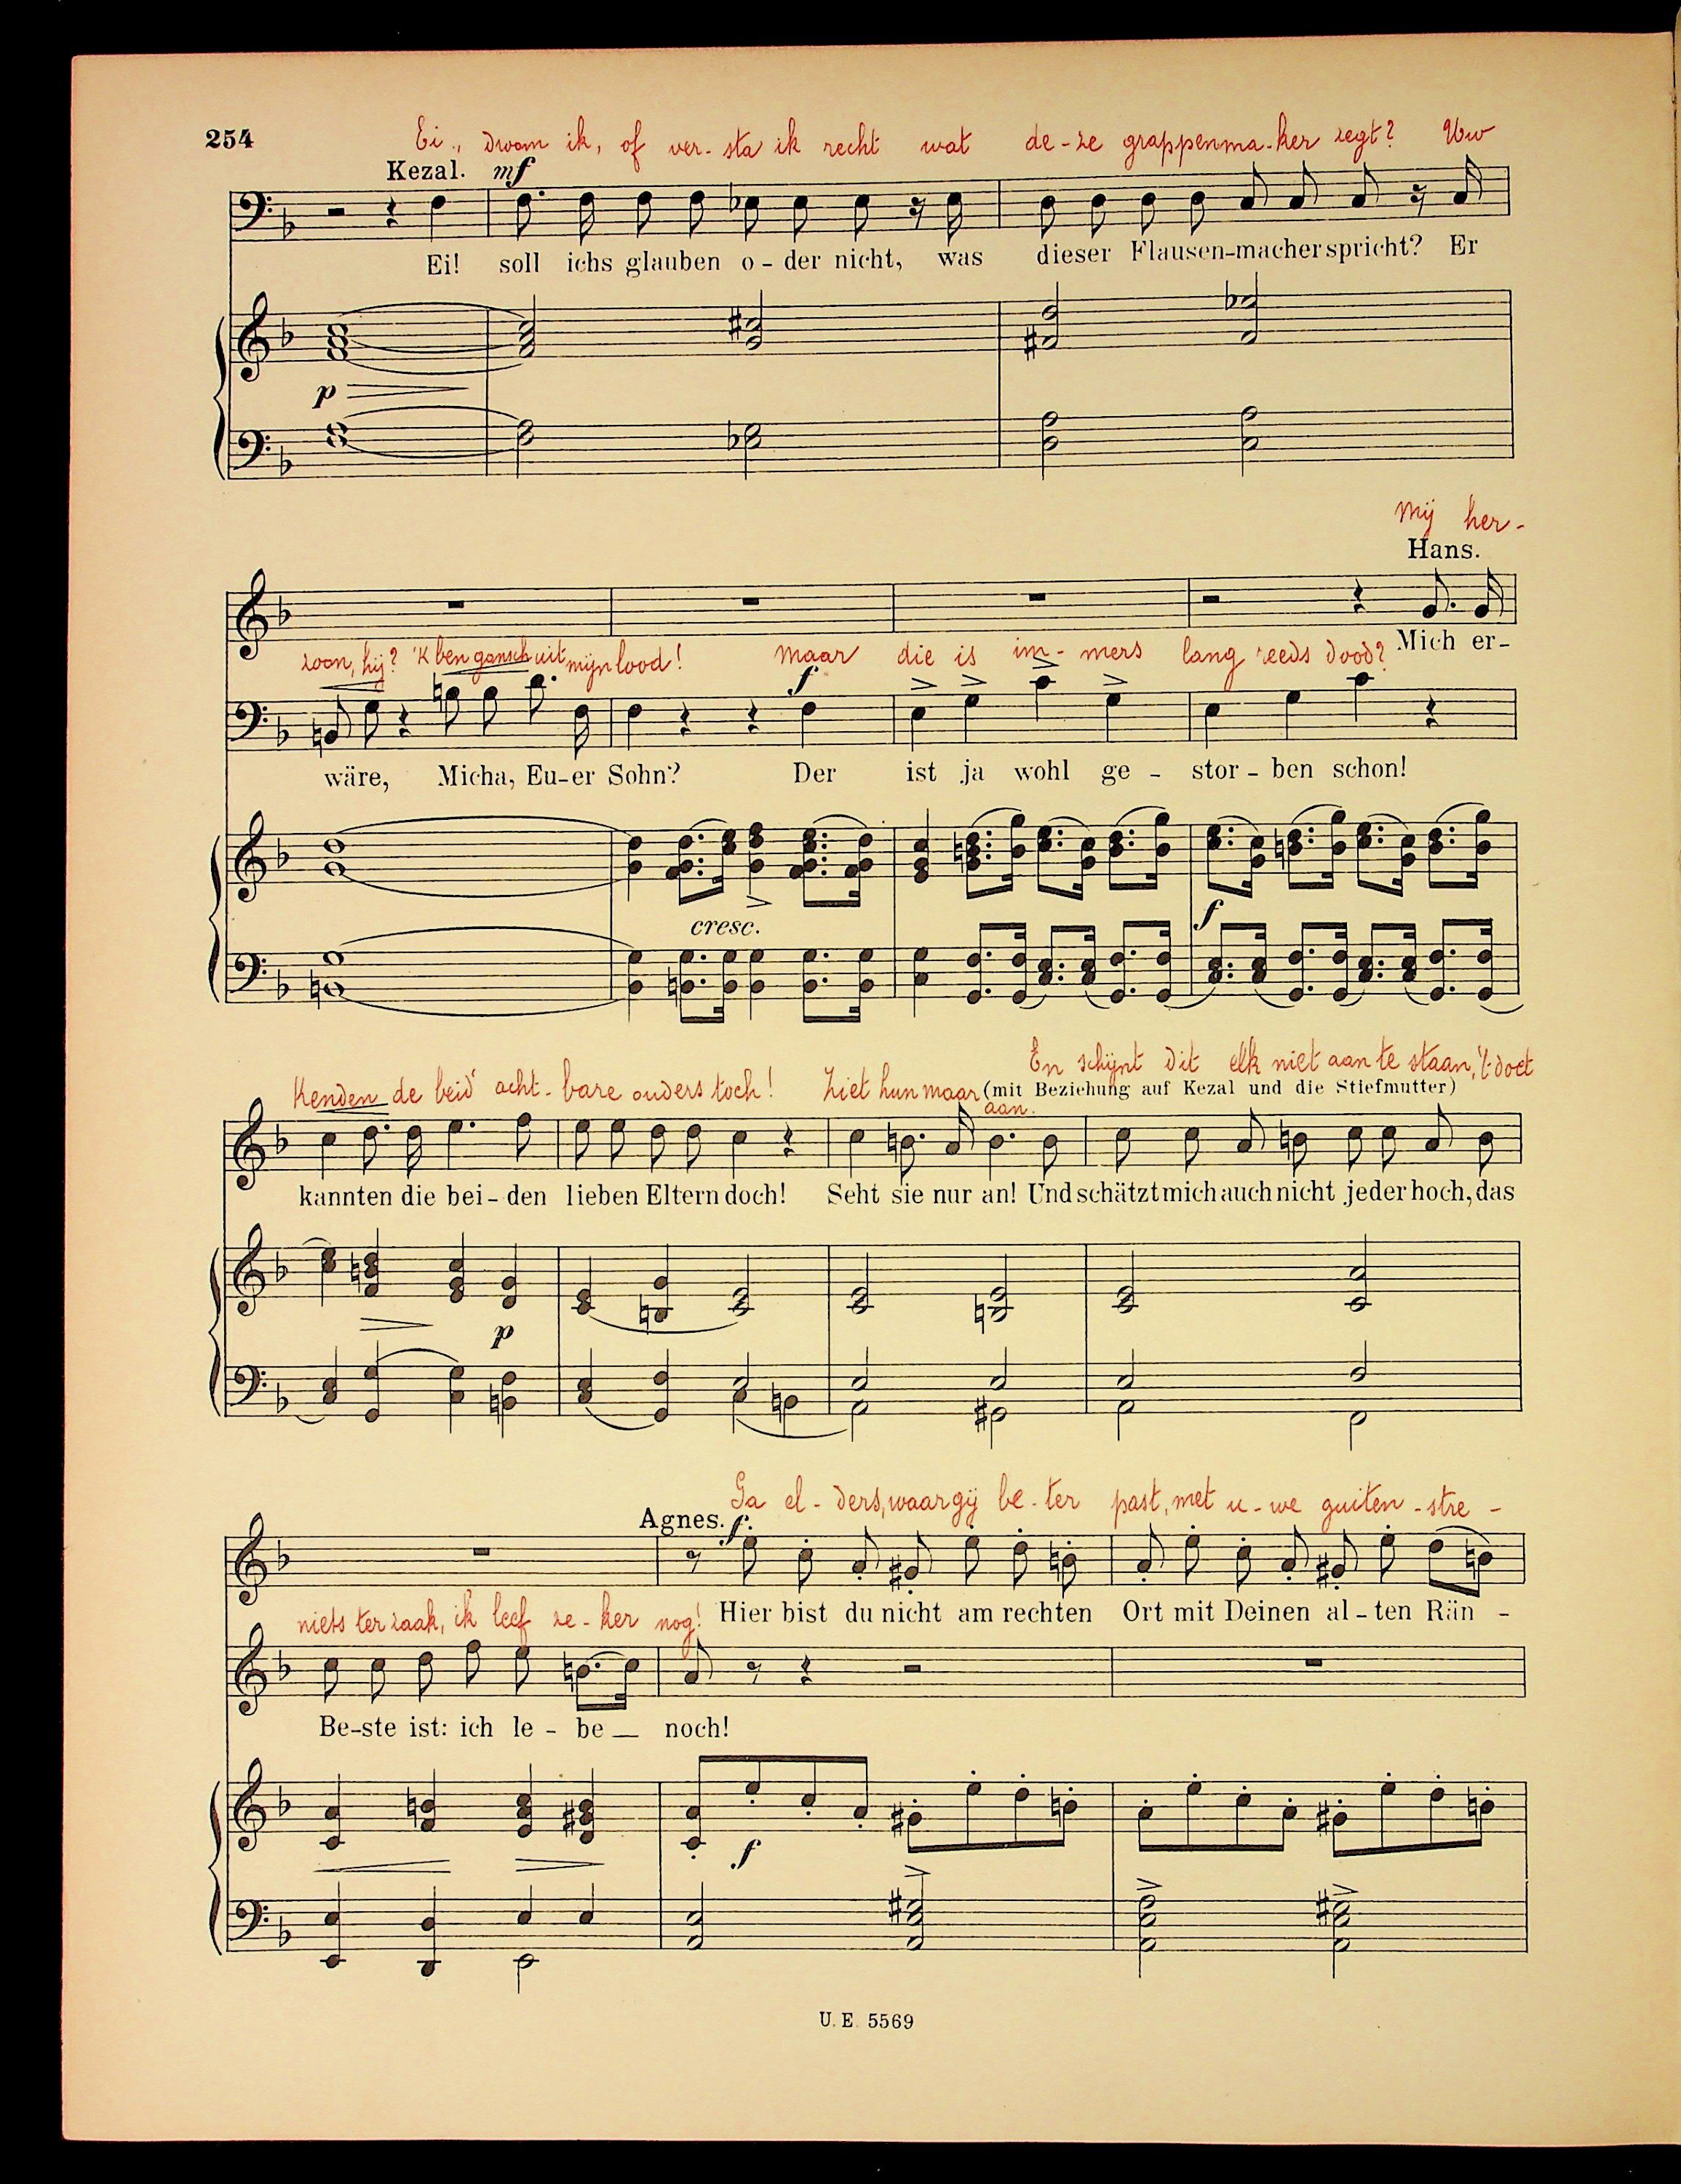 254
Ei., dwam ik, of ver-sta ik recht wat de-ze grappenma-ker zegt? Uw
Kezal. mf
Ei! soll ichs glauben o-der nicht, was dieser Flausen-macher spricht? Er
Mij her-
Hans.
Mich er-
zoon, hij? 'K ben gansch uit mijn lood! Maar die is im-mers lang reeds dood?
f
wäre, Micha, Eu-er Sohn? Der ist ja wohl ge-stor-ben schon!
p
cresc.
f
En schijnt dit elk niet aan te staan, 't doet
Kenden de beid' acht-bare ouders toch! Ziet hun maar aan.
(mit Beziehung auf Kezal und die Stiefmutter)
kannten die bei-den lieben Eltern doch! Seht sie nur an! Und schätzt mich auch nicht jeder hoch, das
p
Ga el-ders, waar gij be-ter past, met u-we guiten-stre-
Agnes. f
Hier bist du nicht am rechten Ort mit Deinen al-ten Rän-
niets ter zaak, ik leef ze-ker nog!
Be-ste ist: ich le-be noch!
f
U. E. 5569